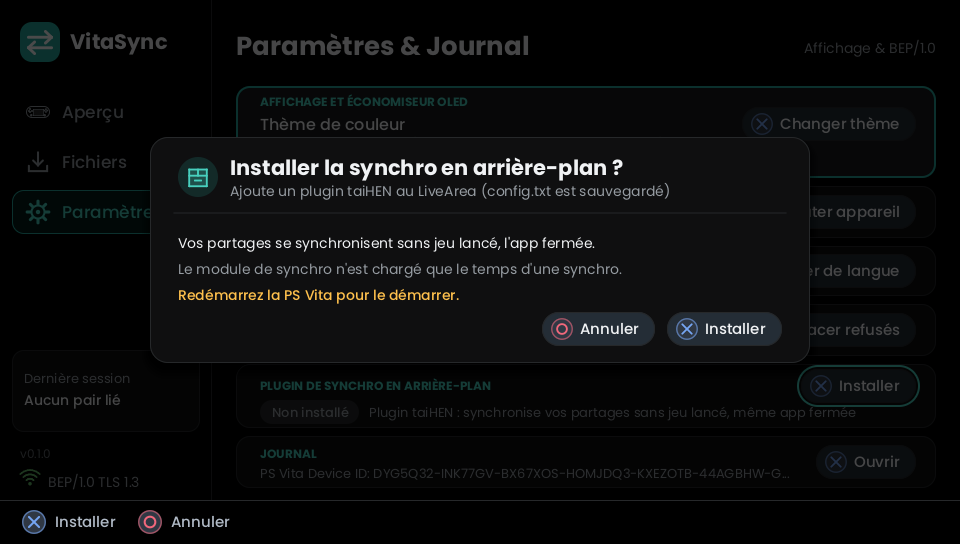 VitaSync
Paramètres & Journal
Affichage & BEP/1.0
Aperçu
Fichiers
Paramètre
AFFICHAGE ET ÉCONOMISEUR OLED
Thème de couleur
Changer thème
Installer la synchro en arrière-plan ?
Ajoute un plugin taiHEN au LiveArea (config.txt est sauvegardé)
Vos partages se synchronisent sans jeu lancé, l'app fermée.
Le module de synchro n'est chargé que le temps d'une synchro.
Redémarrez la PS Vita pour le démarrer.
Annuler
Installer
ter appareil
er de langue
acer refusés
Dernière session
Aucun pair lié
PLUGIN DE SYNCHRO EN ARRIÈRE-PLAN
Installer
Non installé
Plugin taiHEN : synchronise vos partages sans jeu lancé, même app fermée
JOURNAL
PS Vita Device ID: DYG5Q32-INK77GV-BX67XOS-HOMJDQ3-KXEZOTB-44AGBHW-G...
Ouvrir
v0.1.0
BEP/1.0 TLS 1.3
Installer
Annuler